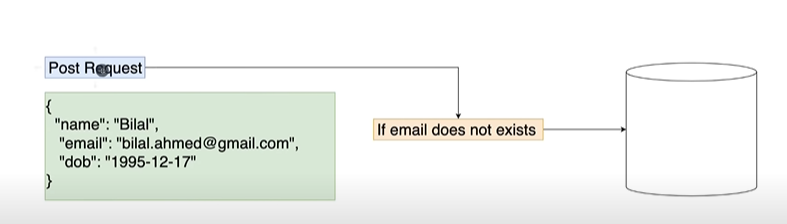 Post Request
{
"name": "Bilal",
"email": "bilal.ahmed@gmail.com",
"dob": "1995-12-17"
}
If email does not exists